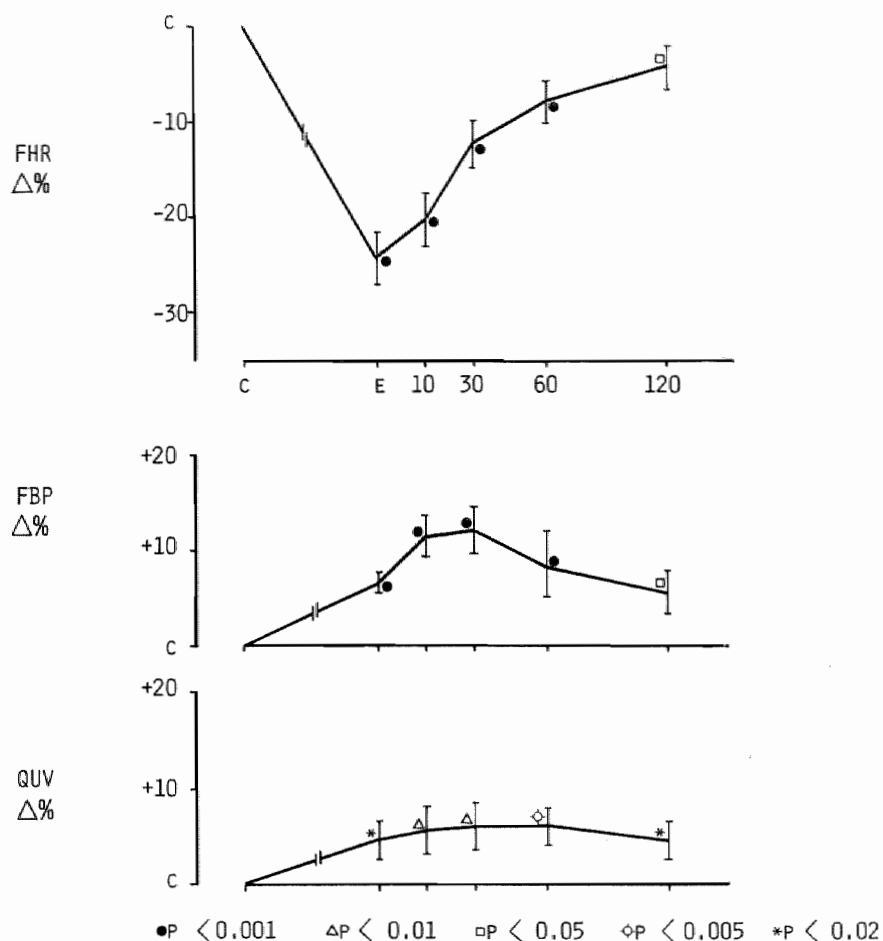 C
-10
FHR
△%
-20
-30
C E 10 30 60 120
+20
FBP
△%
+10
C
+20
QUV
△%
+10
C
●P < 0.001 △P < 0.01 □P < 0.05 ◇P < 0.005 *P < 0.02